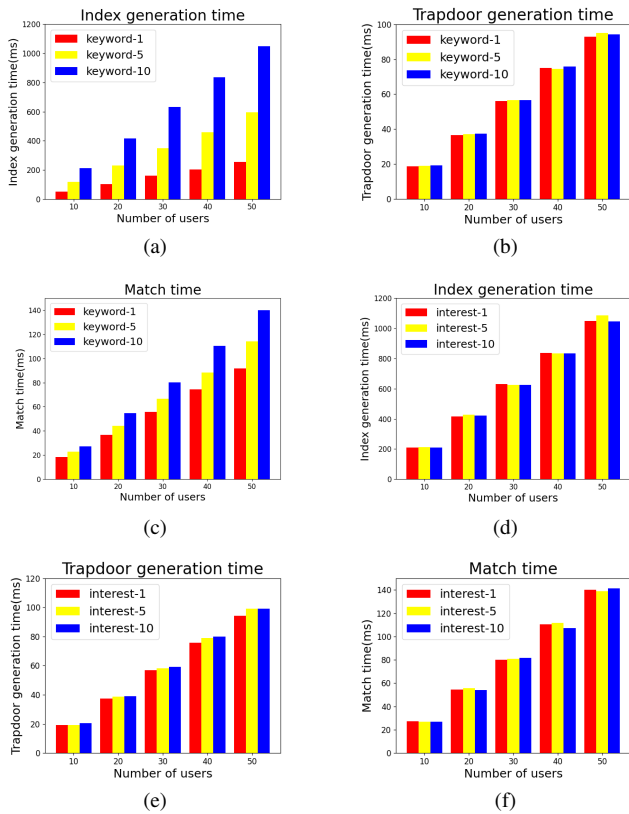 Index generation time
Index generation time(ms)
1200
1000
800
600
400
200
0
keyword-1
keyword-5
keyword-10
10 20 30 40 50
Number of users
(a)
Trapdoor generation time
Trapdoor generation time(ms)
100
80
60
40
20
0
keyword-1
keyword-5
keyword-10
10 20 30 40 50
Number of users
(b)
Match time
Match time(ms)
140
120
100
80
60
40
20
0
keyword-1
keyword-5
keyword-10
10 20 30 40 50
Number of users
(c)
Index generation time
Index generation time(ms)
1200
1000
800
600
400
200
0
interest-1
interest-5
interest-10
10 20 30 40 50
Number of users
(d)
Trapdoor generation time
Trapdoor generation time(ms)
120
100
80
60
40
20
0
interest-1
interest-5
interest-10
10 20 30 40 50
Number of users
(e)
Match time
Match time(ms)
140
120
100
80
60
40
20
0
interest-1
interest-5
interest-10
10 20 30 40 50
Number of users
(f)